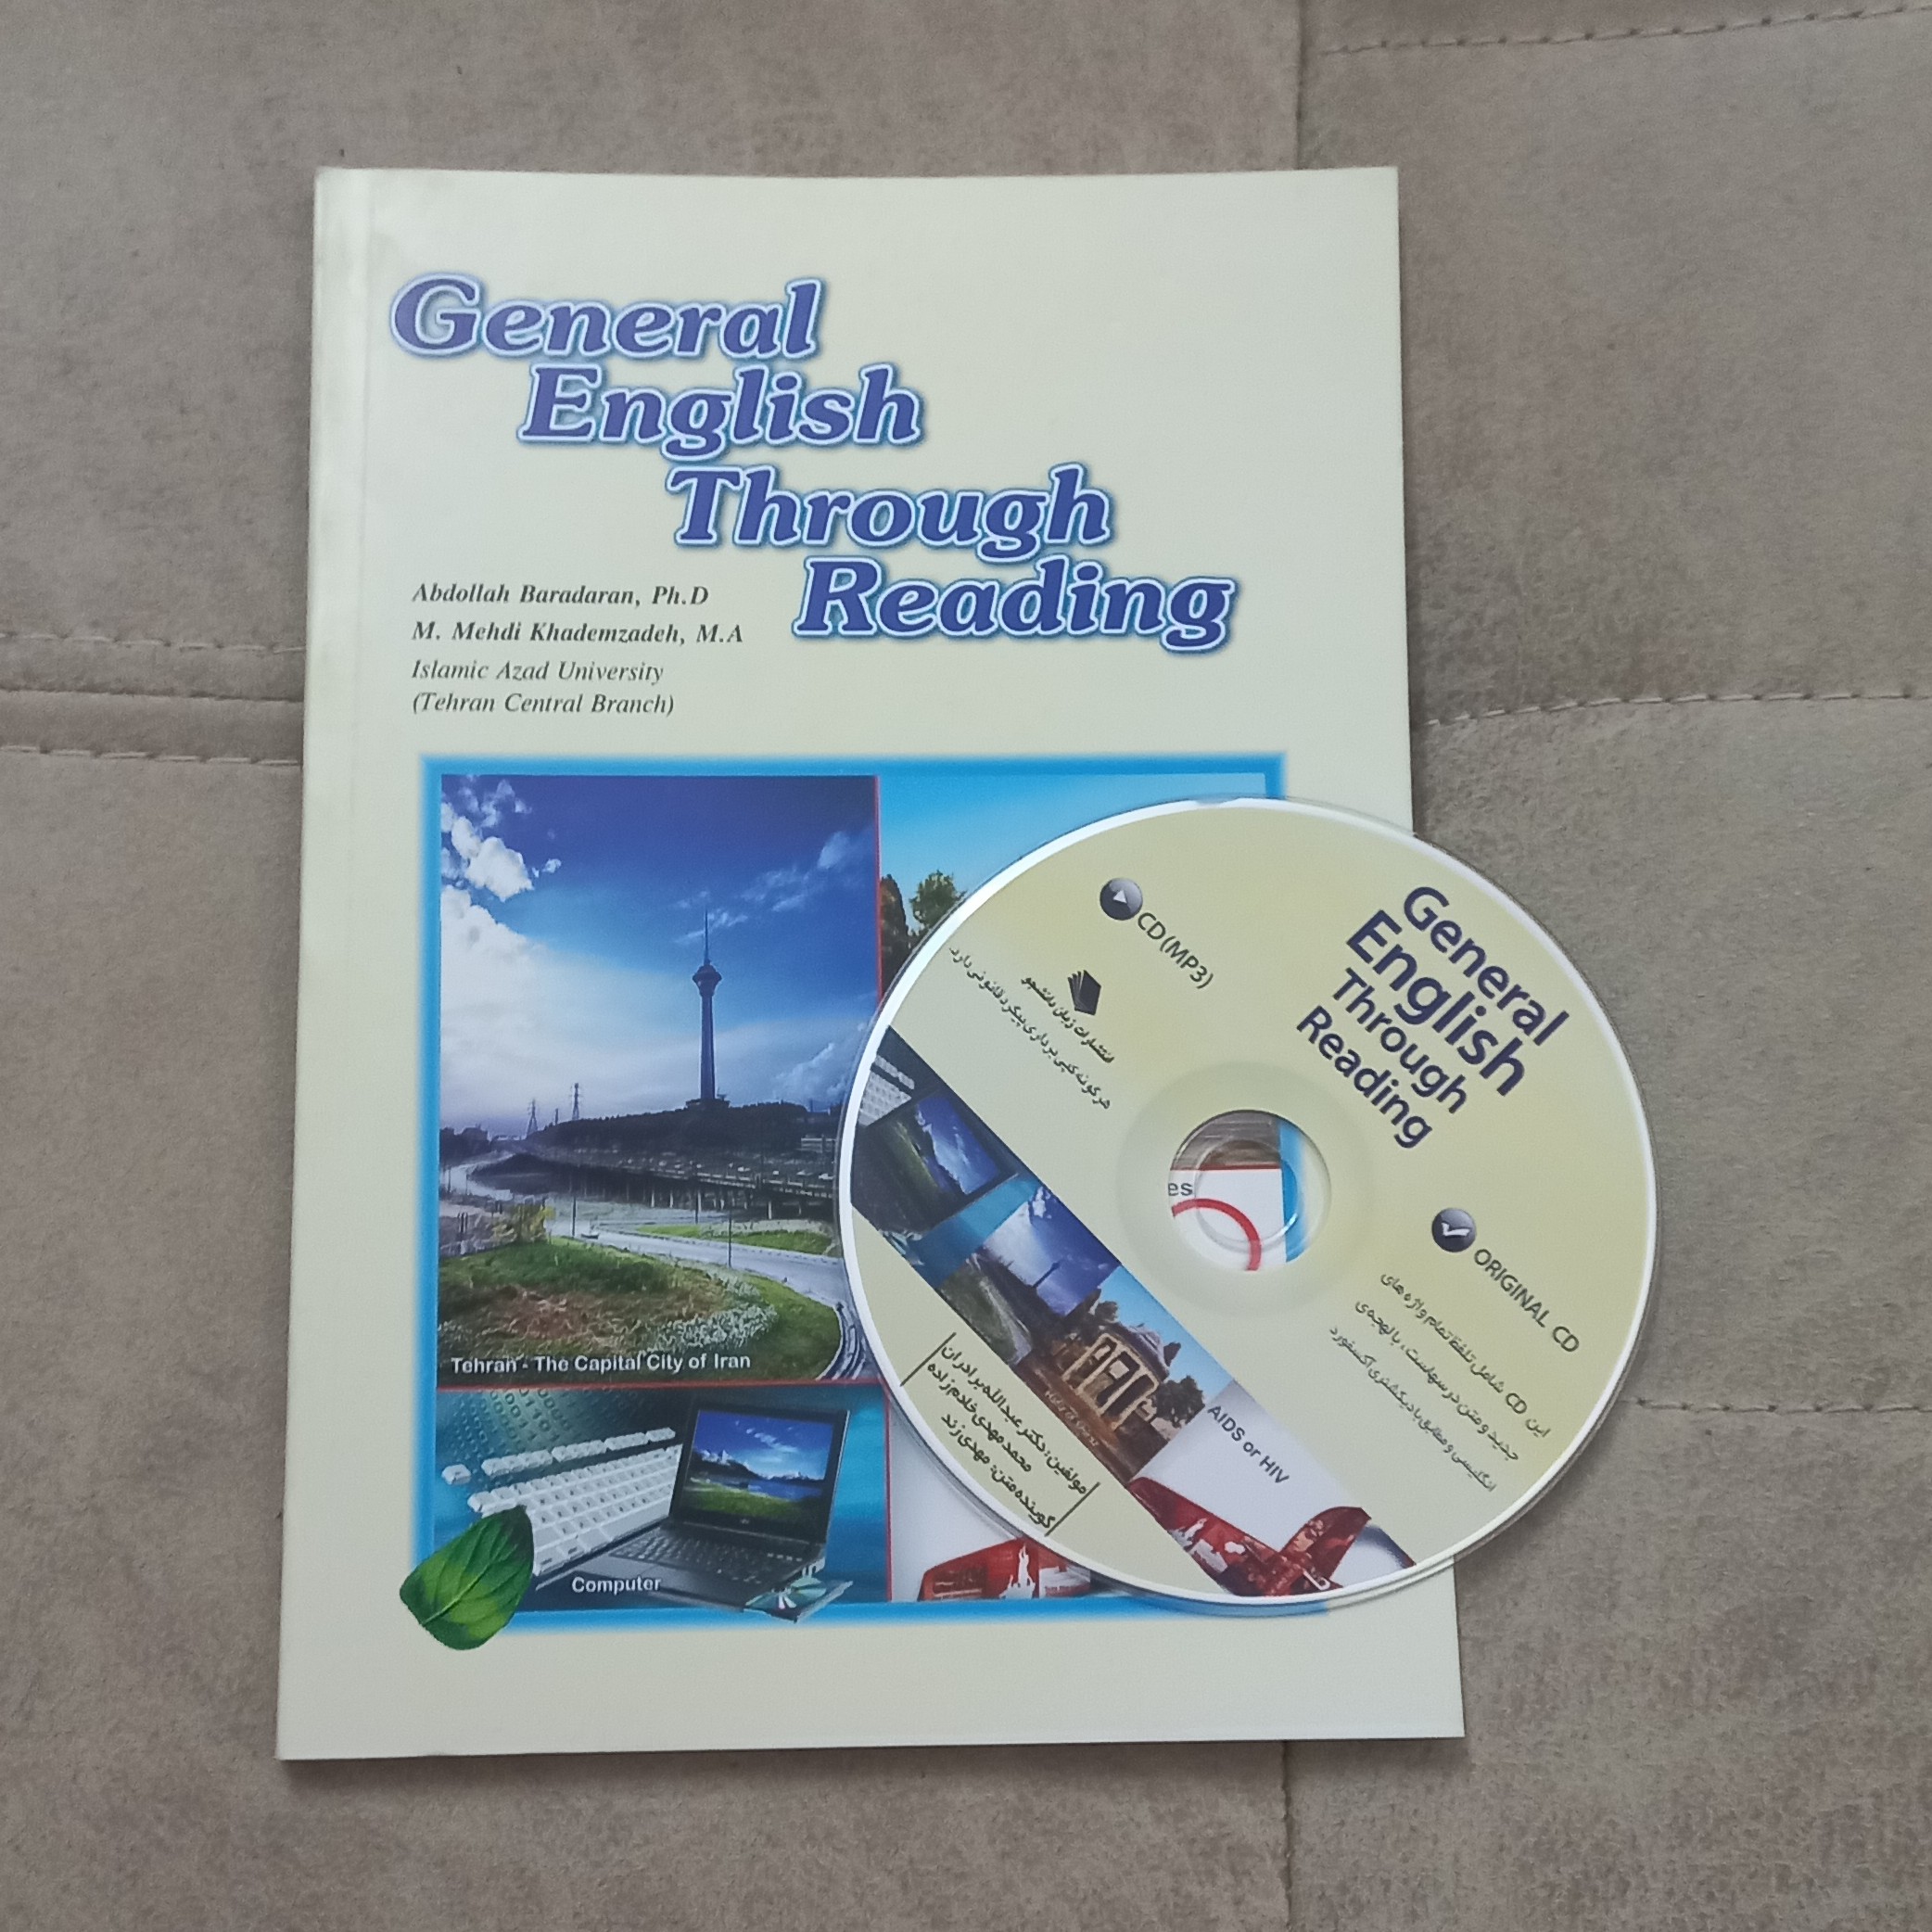 General
English
Through
Reading
Abdollah Baradaran, Ph.D
M. Mehdi Khademzadeh, M.A
Islamic Azad University
(Tehran Central Branch)
Tehran - The Capital City of Iran
Computer
CD (MP3)
انتشارات زبان دانشجو
هرگونه کپی برداری پیگرد قانونی دارد.
General
English
Through
Reading
es
ORIGINAL CD
این CD شامل تلفظ تمام واژه های
جدید و متن درسهاست، با لهجه‌ی
انگلیسی و مطابق با دیکشنری آکسفورد
AIDS or HIV
مولفین: دکتر عبدالله برادران
محمد مهدی خادم زاده
گوینده متن: مهدی زند